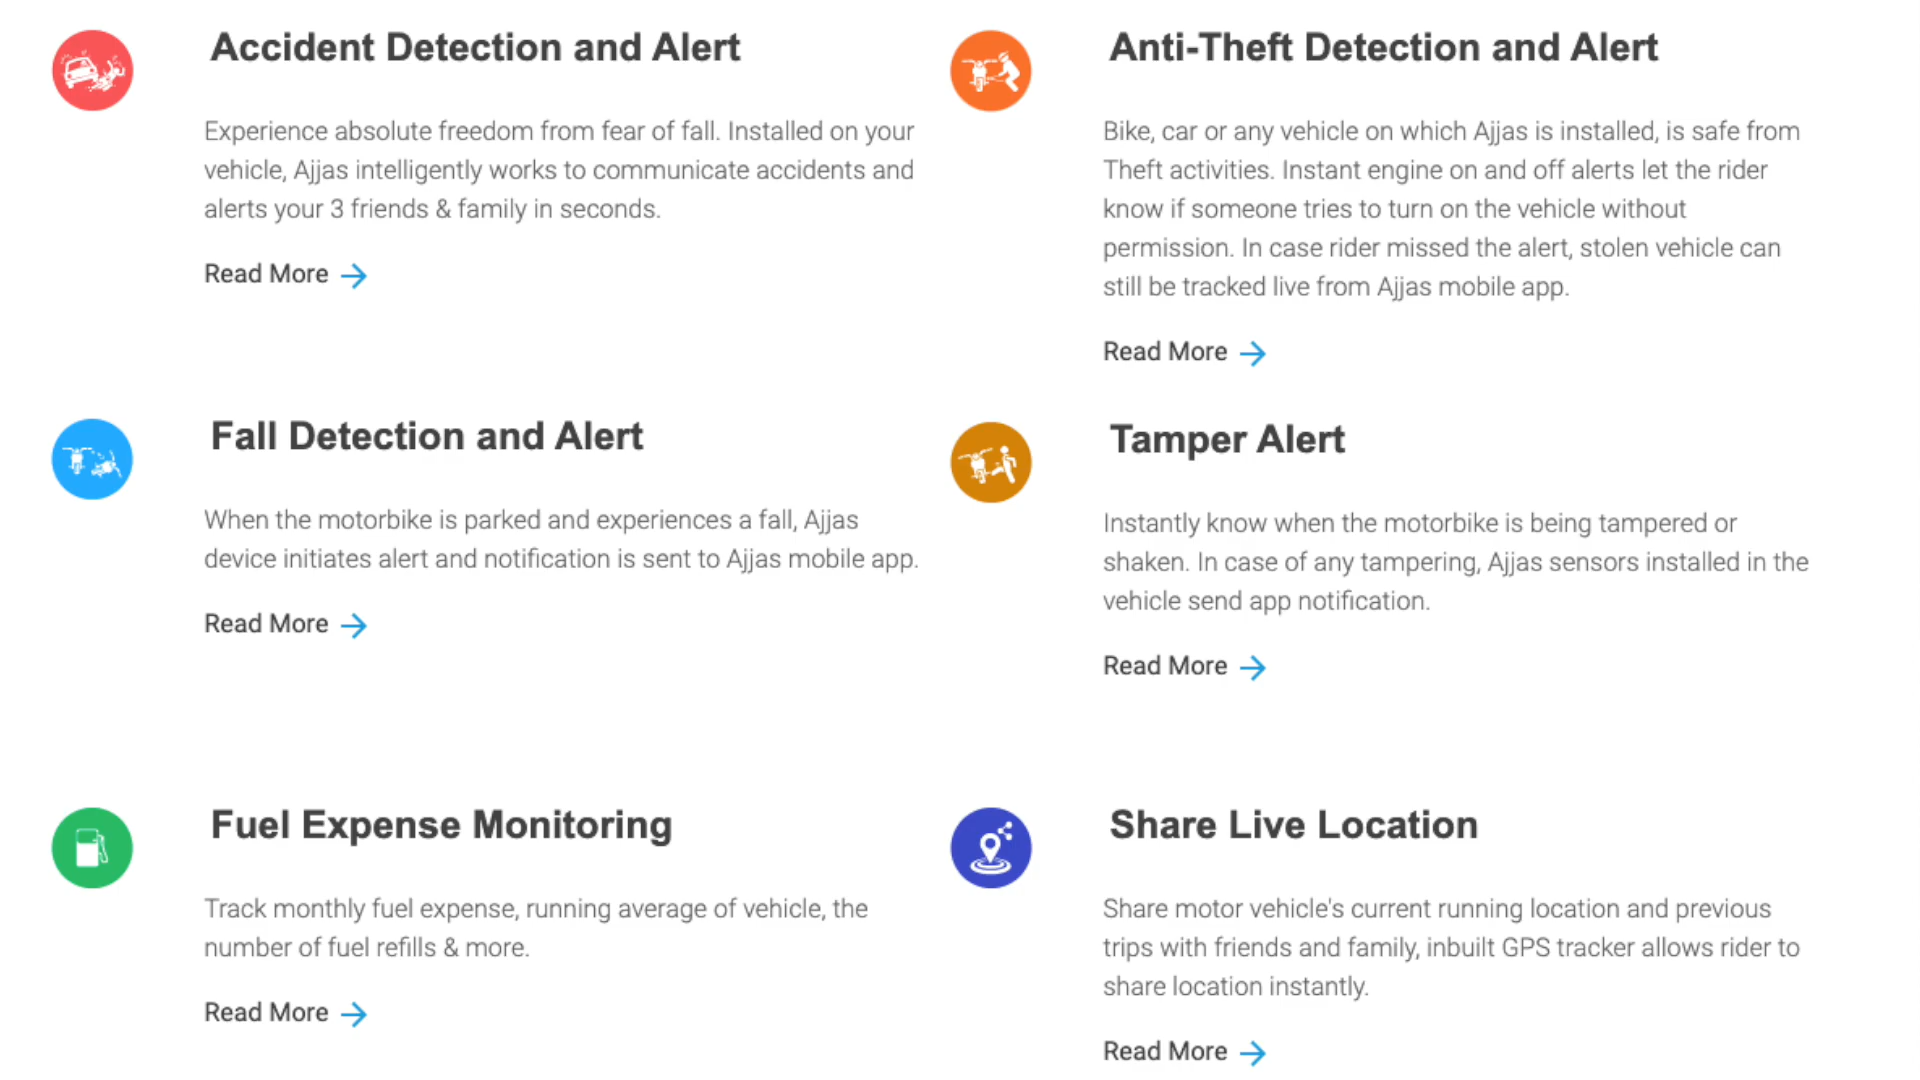 Accident Detection and Alert
Experience absolute freedom from fear of fall. Installed on your
vehicle, Ajjas intelligently works to communicate accidents and
alerts your 3 friends & family in seconds.
Read More
Anti-Theft Detection and Alert
Bike, car or any vehicle on which Ajjas is installed, is safe from
Theft activities. Instant engine on and off alerts let the rider
know if someone tries to turn on the vehicle without
permission. In case rider missed the alert, stolen vehicle can
still be tracked live from Ajjas mobile app.
Read More
Fall Detection and Alert
When the motorbike is parked and experiences a fall, Ajjas
device initiates alert and notification is sent to Ajjas mobile app.
Read More
Tamper Alert
Instantly know when the motorbike is being tampered or
shaken. In case of any tampering, Ajjas sensors installed in the
vehicle send app notification.
Read More
Fuel Expense Monitoring
Track monthly fuel expense, running average of vehicle, the
number of fuel refills & more.
Read More
Share Live Location
Share motor vehicle's current running location and previous
trips with friends and family, inbuilt GPS tracker allows rider to
share location instantly.
Read More